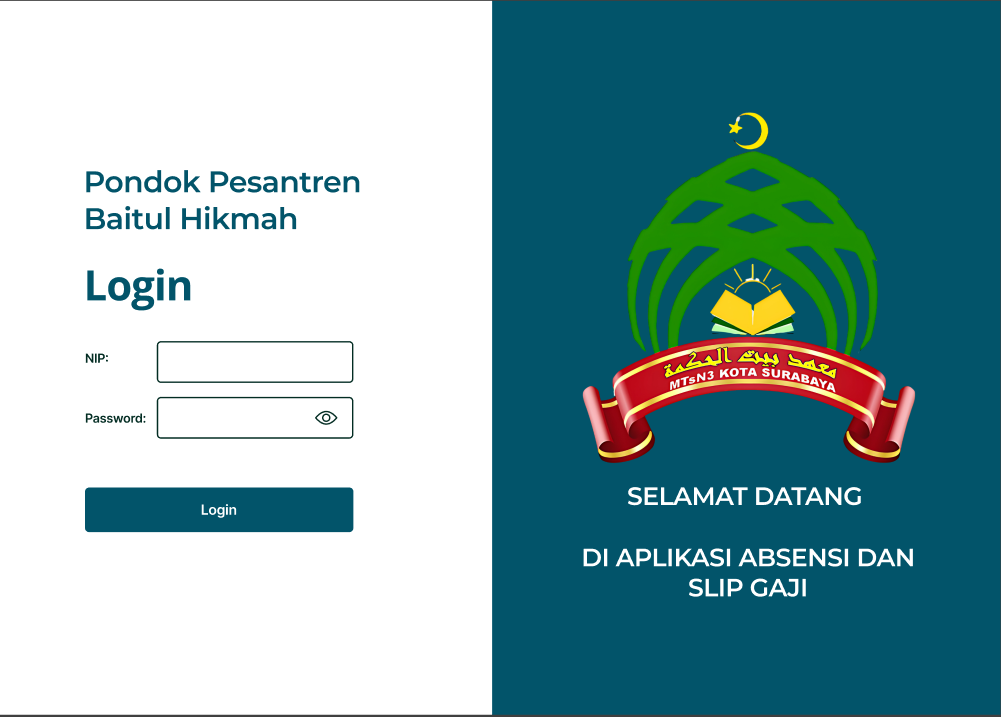 Pondok Pesantren
Baitul Hikmah
Login
NIP:
Password:
Login
معهد بيت الحكمة
MTsN3 KOTA SURABAYA
SELAMAT DATANG
DI APLIKASI ABSENSI DAN
SLIP GAJI